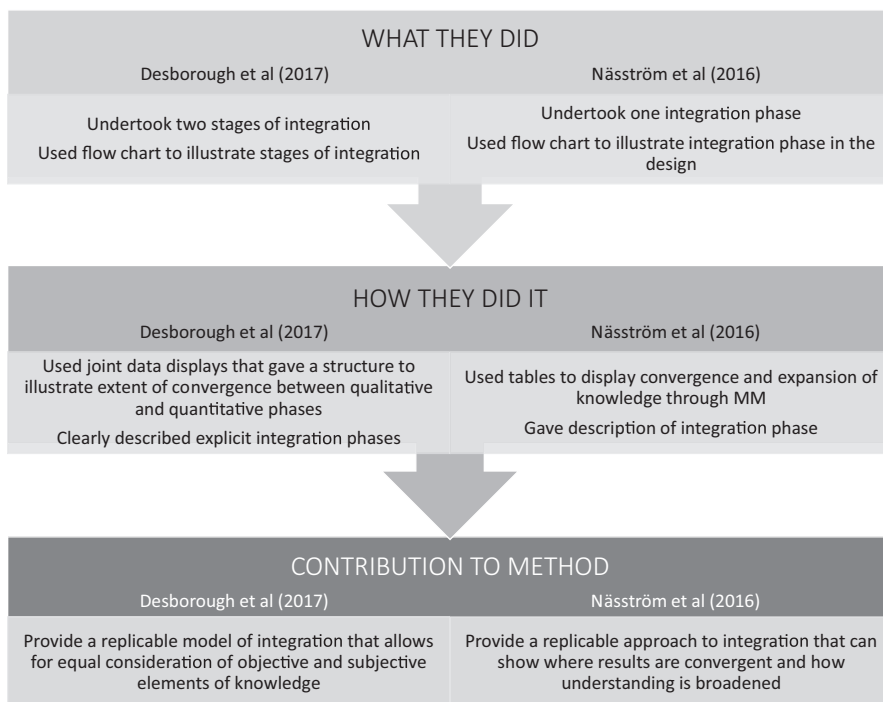 WHAT THEY DID
Desborough et al (2017)
Näsström et al (2016)
Undertook two stages of integration
Used flow chart to illustrate stages of integration
Undertook one integration phase
Used flow chart to illustrate integration phase in the
design
HOW THEY DID IT
Desborough et al (2017)
Näsström et al (2016)
Used joint data displays that gave a structure to
illustrate extent of convergence between qualitative
and quantitative phases
Clearly described explicit integration phases
Used tables to display convergence and expansion of
knowledge through MM
Gave description of integration phase
CONTRIBUTION TO METHOD
Desborough et al (2017)
Näsström et al (2016)
Provide a replicable model of integration that allows
for equal consideration of objective and subjective
elements of knowledge
Provide a replicable approach to integration that can
show where results are convergent and how
understanding is broadened